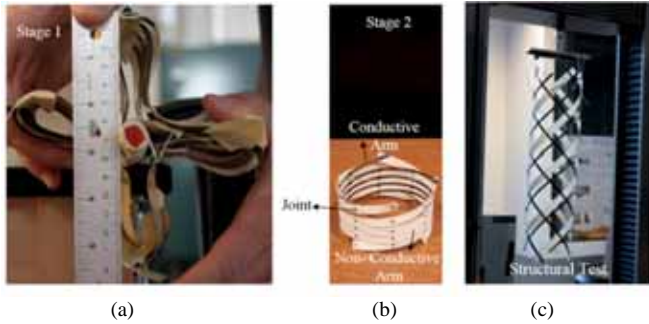 Stage 1
Stage 2
Conductive
Arm
Joint
Non- Conductive
Arm
Structural Test
(a)
(b)
(c)